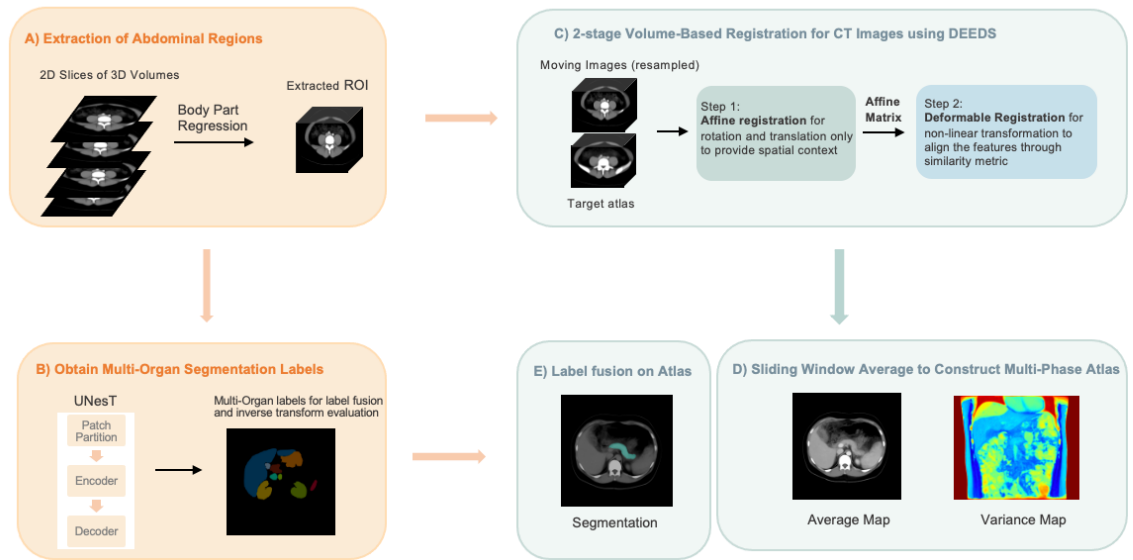 A) Extraction of Abdominal Regions
2D Slices of 3D Volumes
Body Part
Regression
Extracted ROI
C) 2-stage Volume-Based Registration for CT Images using DEEDS
Moving Images (resampled)
Target atlas
Step 1:
Affine registration for
rotation and translation only
to provide spatial context
Affine
Matrix
Step 2:
Deformable Registration for
non-linear transformation to
align the features through
similarity metric
B) Obtain Multi-Organ Segmentation Labels
UNesT
Patch
Partition
Encoder
Decoder
Multi-Organ labels for label fusion
and inverse transform evaluation
E) Label fusion on Atlas
Segmentation
D) Sliding Window Average to Construct Multi-Phase Atlas
Average Map
Variance Map